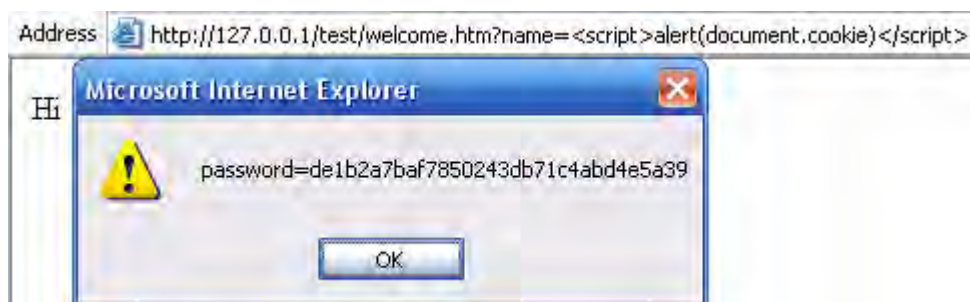 Address http://127.0.0.1/test/welcome.htm?name=<script>alert(document.cookie)</script>
Hi
Microsoft Internet Explorer
password=de1b2a7baf7850243db71c4abd4e5a39
OK